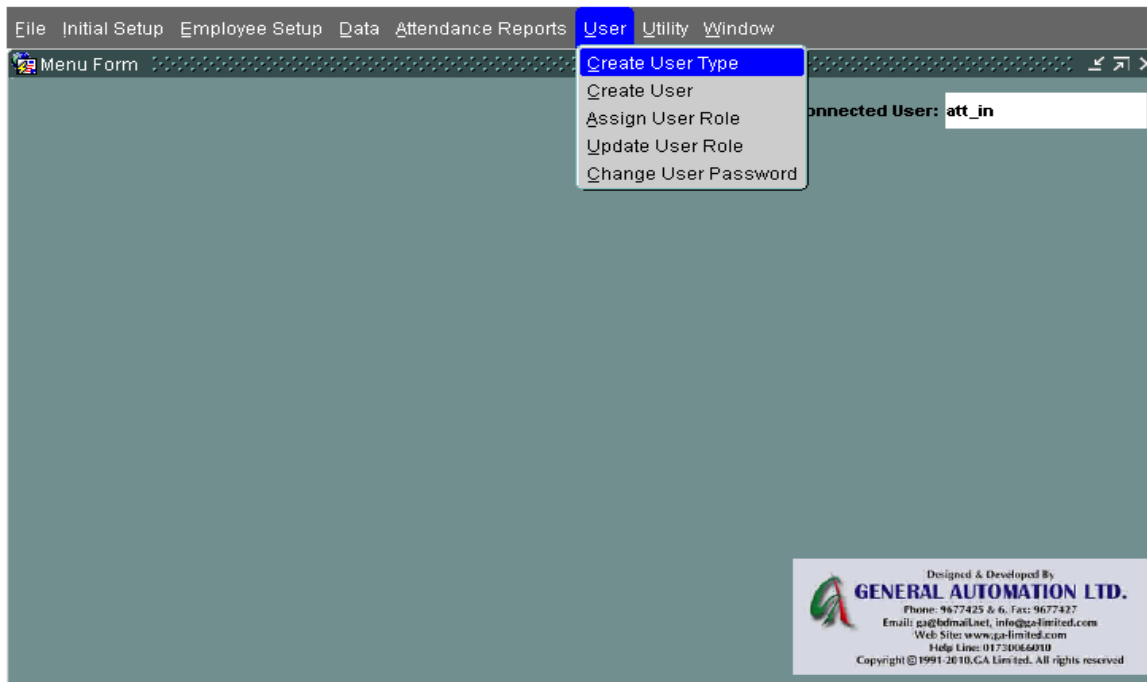 File Initial Setup Employee Setup Data Attendance Reports User Utility Window
Menu Form
Create User Type
Create User
Assign User Role
Update User Role
Change User Password
onnected User: att_in
Designed & Developed By
GENERAL AUTOMATION LTD.
Phone: 9677425 & 6. Fax: 9677427
Email: ga@bdmail.net, info@ga-limited.com
Web Site: www.ga-limited.com
Help Line: 01730066010
Copyright © 1991-2010.GA Limited. All rights reserved